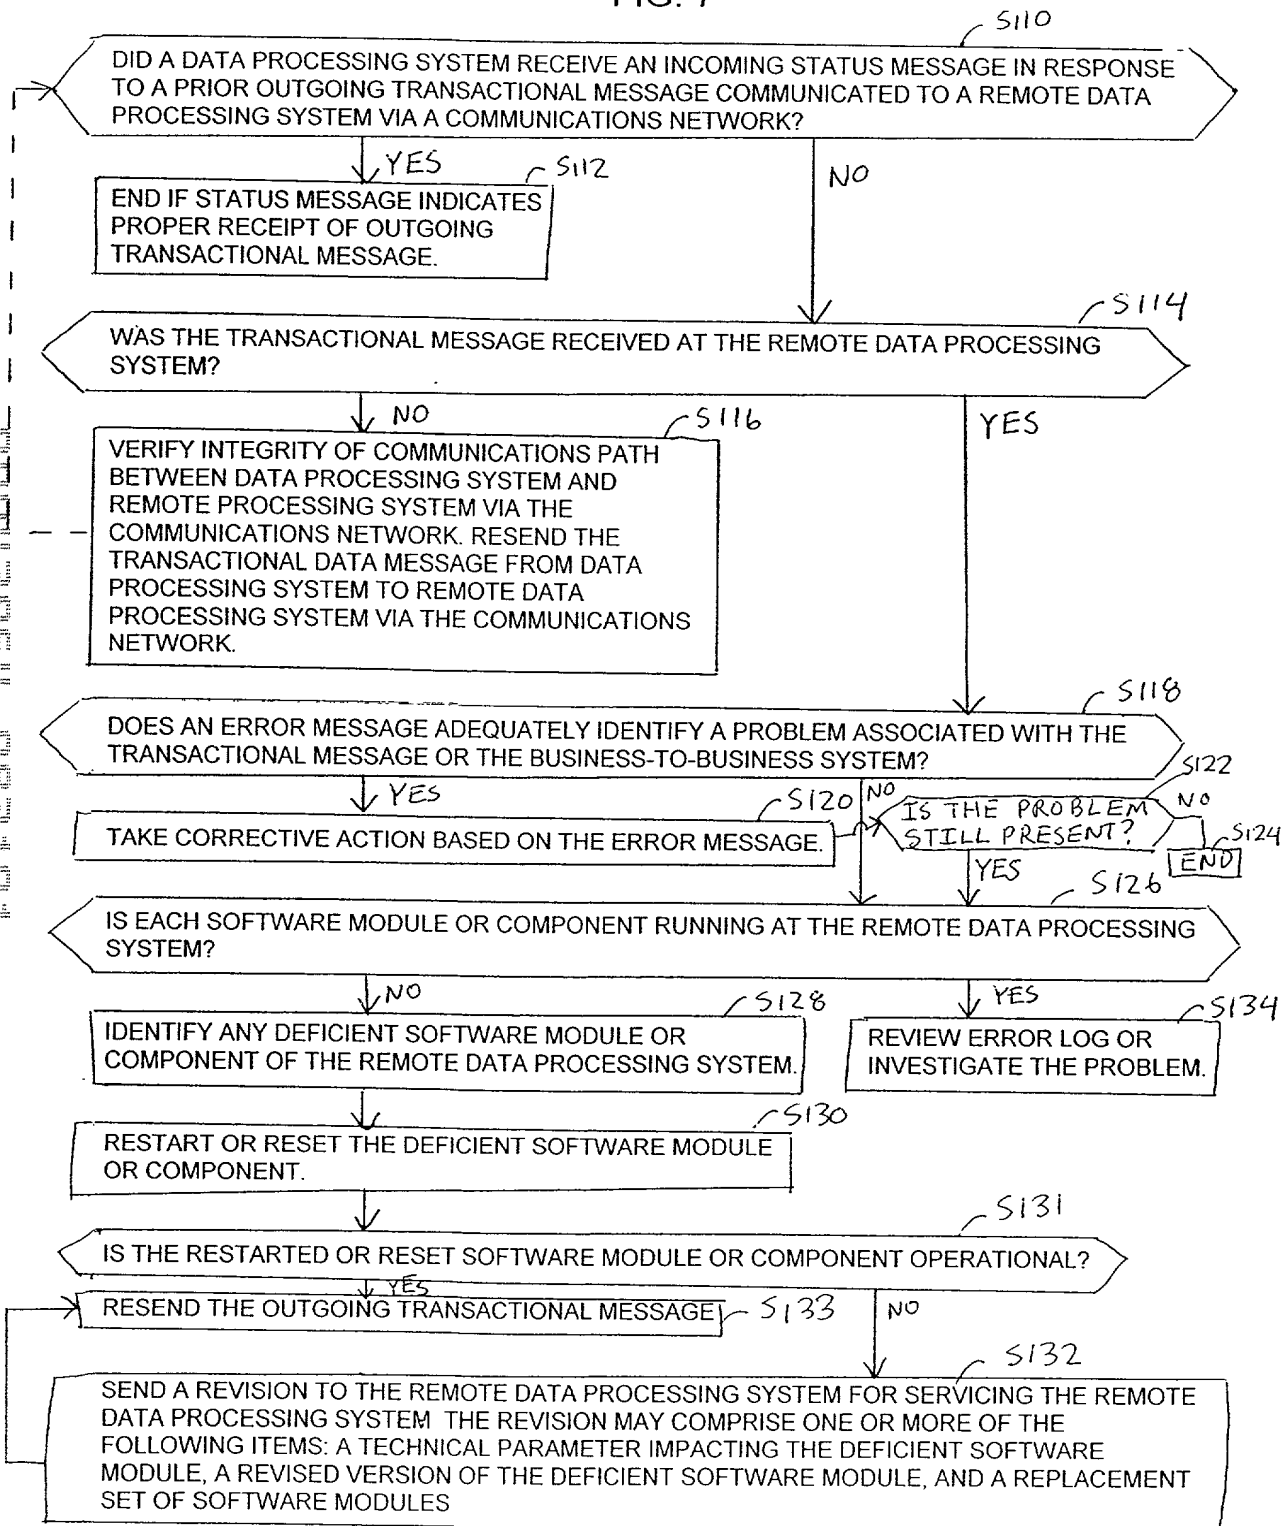 S110
DID A DATA PROCESSING SYSTEM RECEIVE AN INCOMING STATUS MESSAGE IN RESPONSE
TO A PRIOR OUTGOING TRANSACTIONAL MESSAGE COMMUNICATED TO A REMOTE DATA
PROCESSING SYSTEM VIA A COMMUNICATIONS NETWORK?
YES
S112
NO
END IF STATUS MESSAGE INDICATES
PROPER RECEIPT OF OUTGOING
TRANSACTIONAL MESSAGE.
S114
WAS THE TRANSACTIONAL MESSAGE RECEIVED AT THE REMOTE DATA PROCESSING
SYSTEM?
NO
S116
YES
VERIFY INTEGRITY OF COMMUNICATIONS PATH
BETWEEN DATA PROCESSING SYSTEM AND
REMOTE PROCESSING SYSTEM VIA THE
COMMUNICATIONS NETWORK. RESEND THE
TRANSACTIONAL DATA MESSAGE FROM DATA
PROCESSING SYSTEM TO REMOTE DATA
PROCESSING SYSTEM VIA THE COMMUNICATIONS
NETWORK.
S118
DOES AN ERROR MESSAGE ADEQUATELY IDENTIFY A PROBLEM ASSOCIATED WITH THE
TRANSACTIONAL MESSAGE OR THE BUSINESS-TO-BUSINESS SYSTEM?
S122
YES
S120
NO
IS THE PROBLEM
STILL PRESENT?
NO
S124
END
TAKE CORRECTIVE ACTION BASED ON THE ERROR MESSAGE.
YES
S126
IS EACH SOFTWARE MODULE OR COMPONENT RUNNING AT THE REMOTE DATA PROCESSING
SYSTEM?
NO
S128
YES
S134
IDENTIFY ANY DEFICIENT SOFTWARE MODULE OR
COMPONENT OF THE REMOTE DATA PROCESSING SYSTEM.
REVIEW ERROR LOG OR
INVESTIGATE THE PROBLEM.
S130
RESTART OR RESET THE DEFICIENT SOFTWARE MODULE
OR COMPONENT.
S131
IS THE RESTARTED OR RESET SOFTWARE MODULE OR COMPONENT OPERATIONAL?
YES
RESEND THE OUTGOING TRANSACTIONAL MESSAGE
S133
NO
S132
SEND A REVISION TO THE REMOTE DATA PROCESSING SYSTEM FOR SERVICING THE REMOTE
DATA PROCESSING SYSTEM THE REVISION MAY COMPRISE ONE OR MORE OF THE
FOLLOWING ITEMS: A TECHNICAL PARAMETER IMPACTING THE DEFICIENT SOFTWARE
MODULE, A REVISED VERSION OF THE DEFICIENT SOFTWARE MODULE, AND A REPLACEMENT
SET OF SOFTWARE MODULES